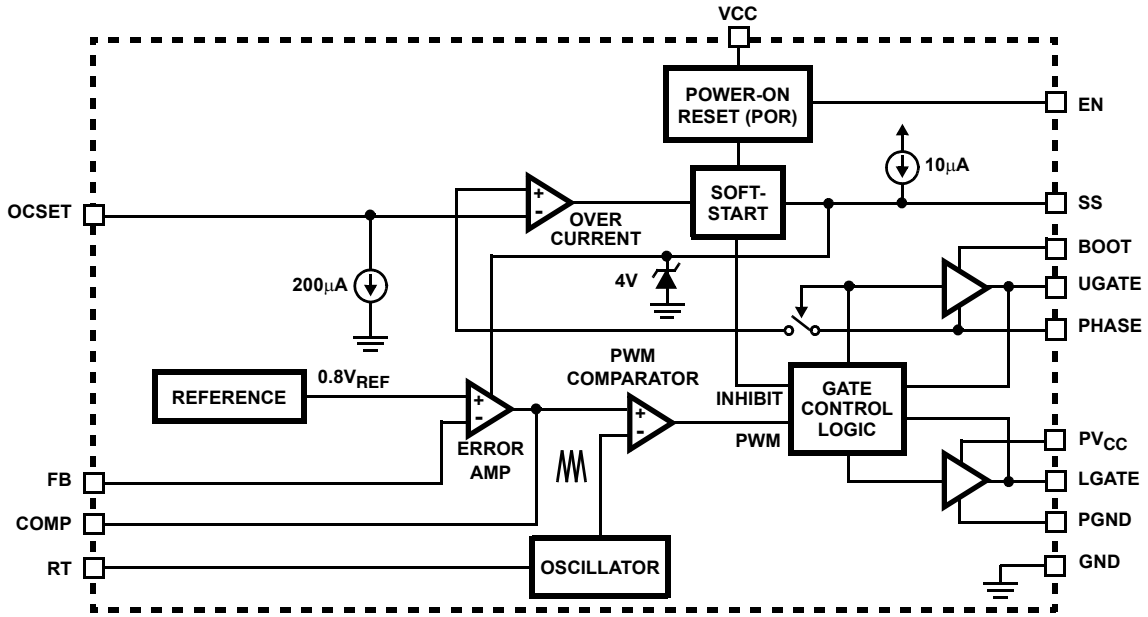 VCC
POWER-ON
RESET (POR)
EN
10μA
SOFT-
START
OCSET
+
-
OVER
CURRENT
SS
BOOT
200μA
4V
UGATE
PHASE
PWM
COMPARATOR
REFERENCE
0.8VREF
+
-
ERROR
AMP
+
-
INHIBIT
PWM
GATE
CONTROL
LOGIC
PVCC
FB
LGATE
COMP
PGND
RT
OSCILLATOR
GND